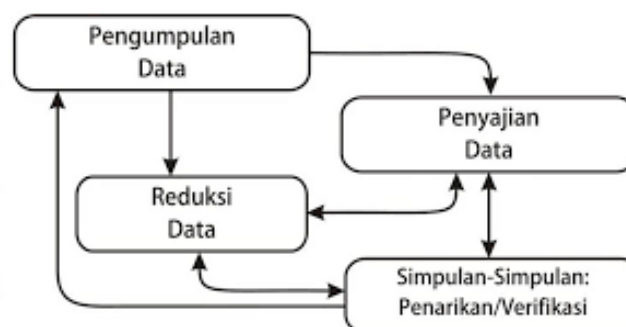 Pengumpulan
Data
Penyajian
Data
Reduksi
Data
Simpulan-Simpulan:
Penarikan/Verifikasi